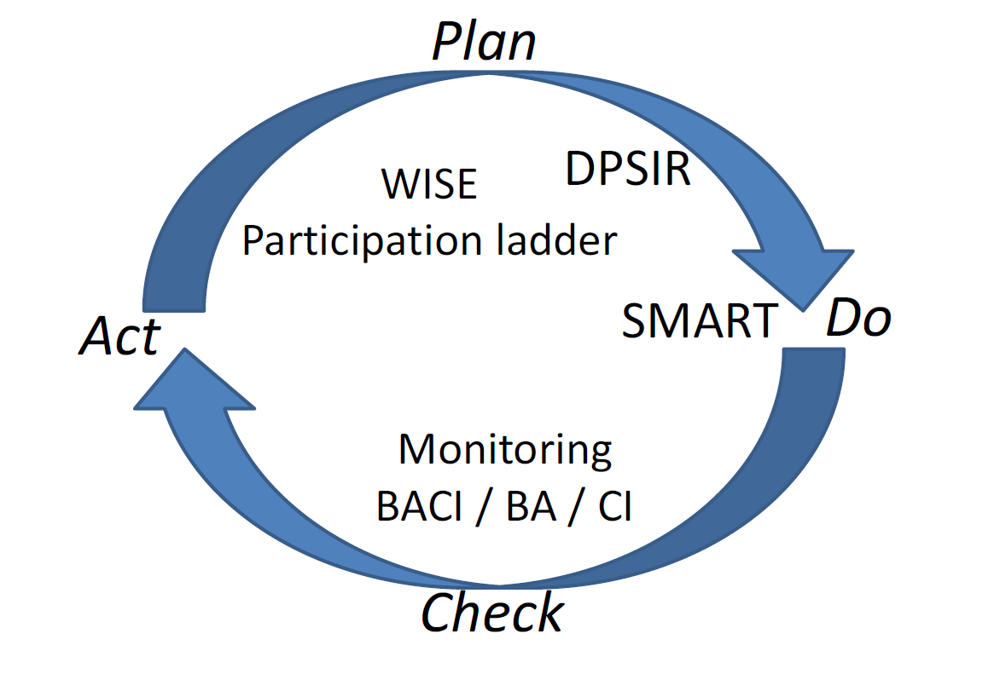 Plan
DPSIR
WISE
Participation ladder
SMART
Do
Act
Monitoring
BACI / BA / CI
Check